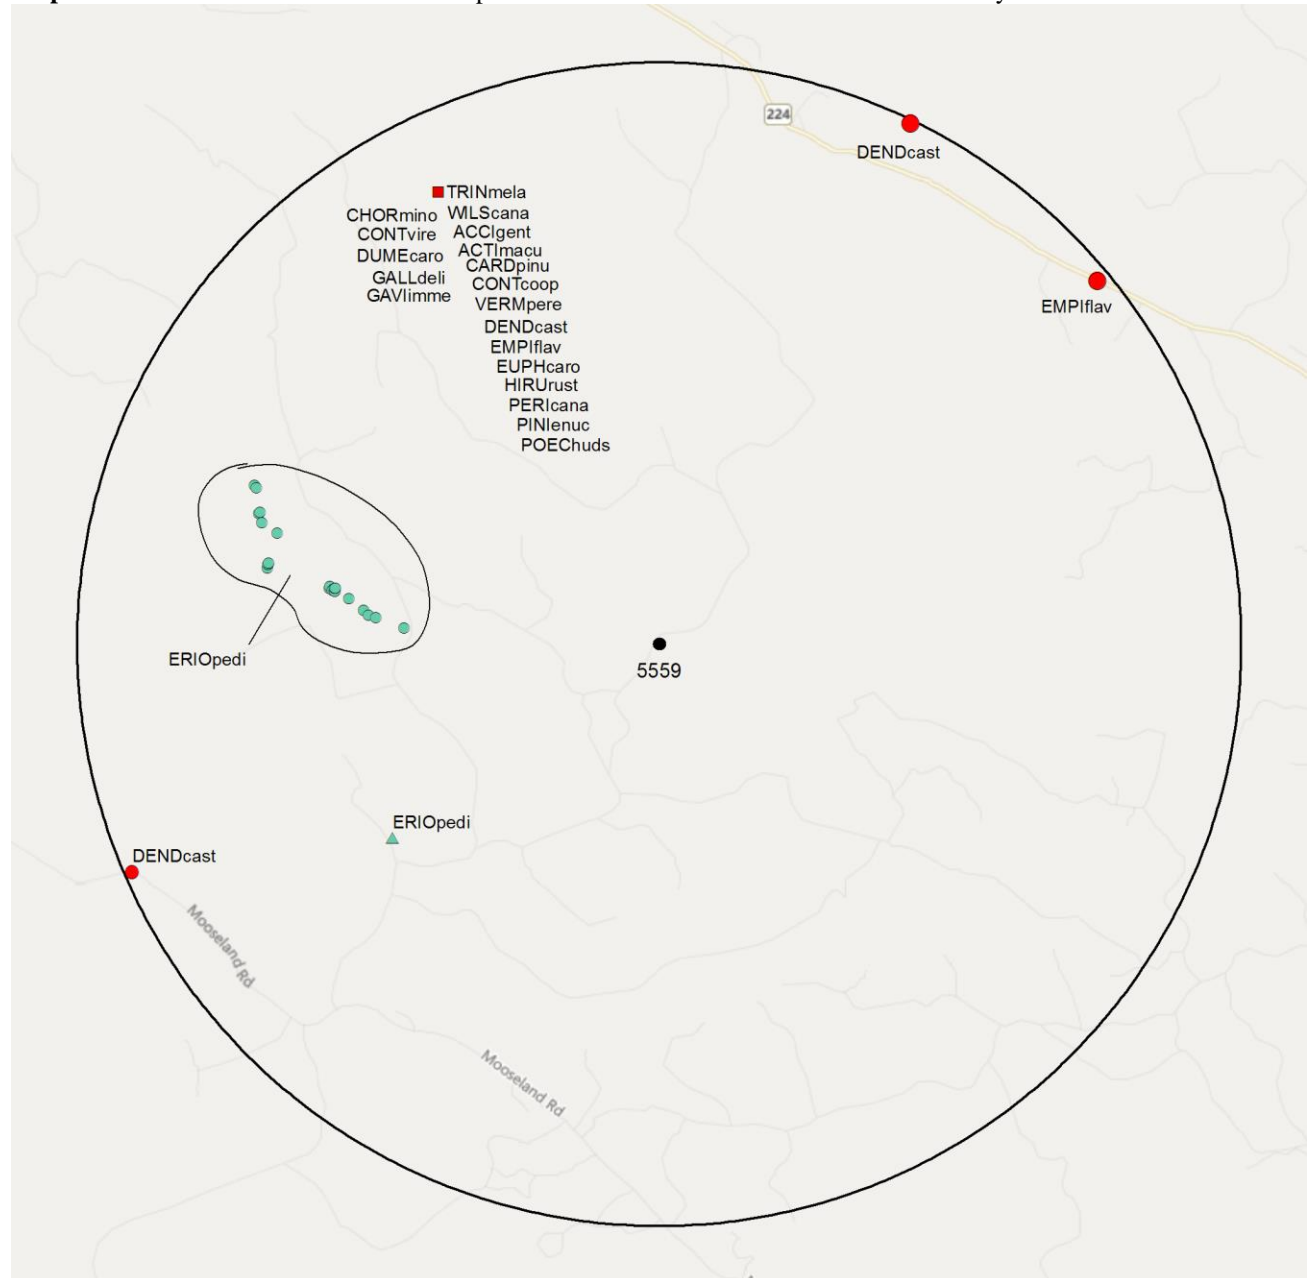 224
DENDcast
TRINmela
CHORmino WILScana
CONTvire ACCIgent
DUMEcaro ACTImacu
CARDpinu
GALLdeli CONTcoop
GAVIimme VERMpere
DENDcast
EMPIflav
EMPIflav
EUPHcaro
HIRUrust
PERIcana
PINIenuc
POEChuds
ERIOpedi
5559
ERIOpedi
DENDcast
Mooseland Rd
Mooseland Rd